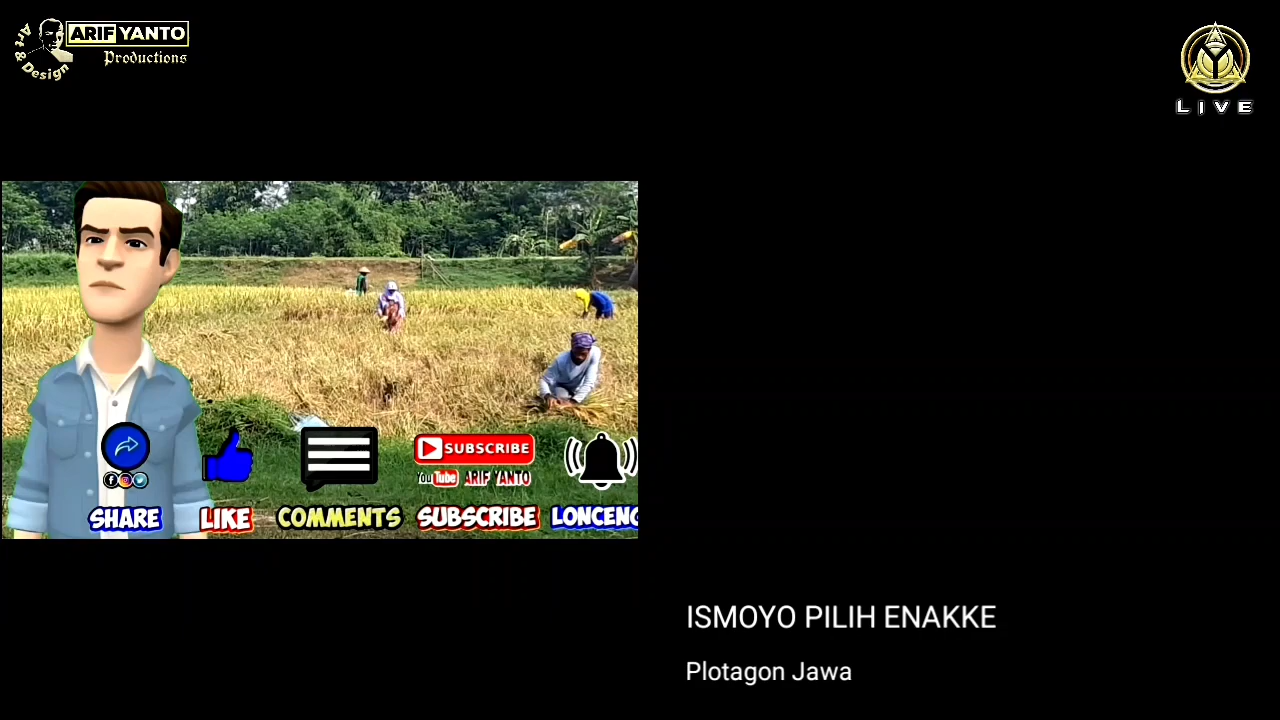 ARIF YANTO
Productions
Art & Design
LIVE
SUBSCRIBE
YouTube ARIF YANTO
SHARE
LIKE
COMMENTS
SUBSCRIBE
LONCENG
ISMOYO PILIH ENAKKE
Plotagon Jawa